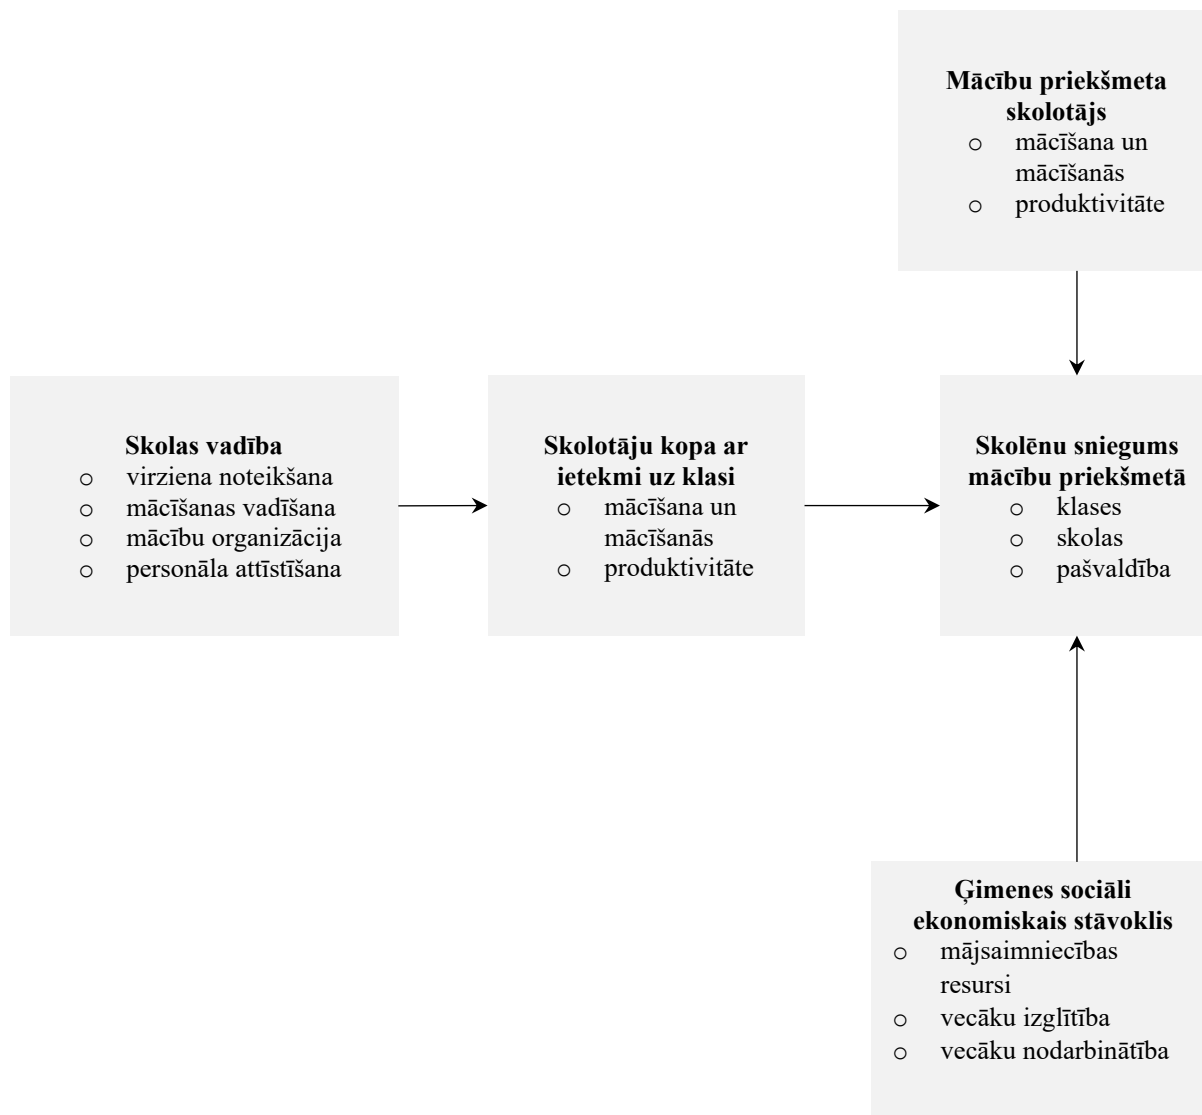 Mācību priekšmeta
skolotājs
o mācīšana un
mācīšanās
o produktivitāte
Skolas vadība
o virziena noteikšana
o mācīšanas vadīšana
o mācību organizācija
o personāla attīstīšana
Skolotāju kopa ar
ietekmi uz klasi
o mācīšana un
mācīšanās
o produktivitāte
Skolēnu sniegums
mācību priekšmetā
o klases
o skolas
o pašvaldība
Ģimenes sociāli
ekonomiskais stāvoklis
o mājsaimniecības
resursi
o vecāku izglītība
o vecāku nodarbinātība